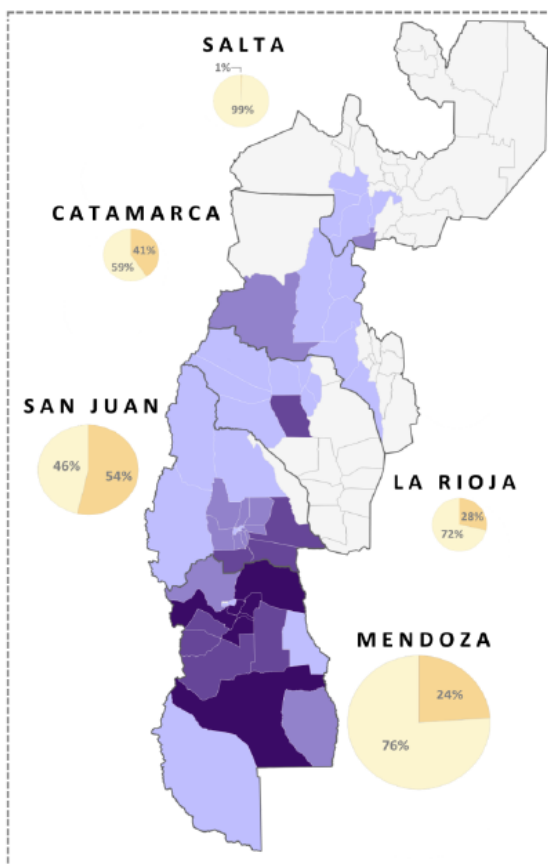 SALTA
1%
99%
CATAMARCA
41%
59%
SAN JUAN
46%
54%
LA RIOJA
28%
72%
MENDOZA
24%
76%